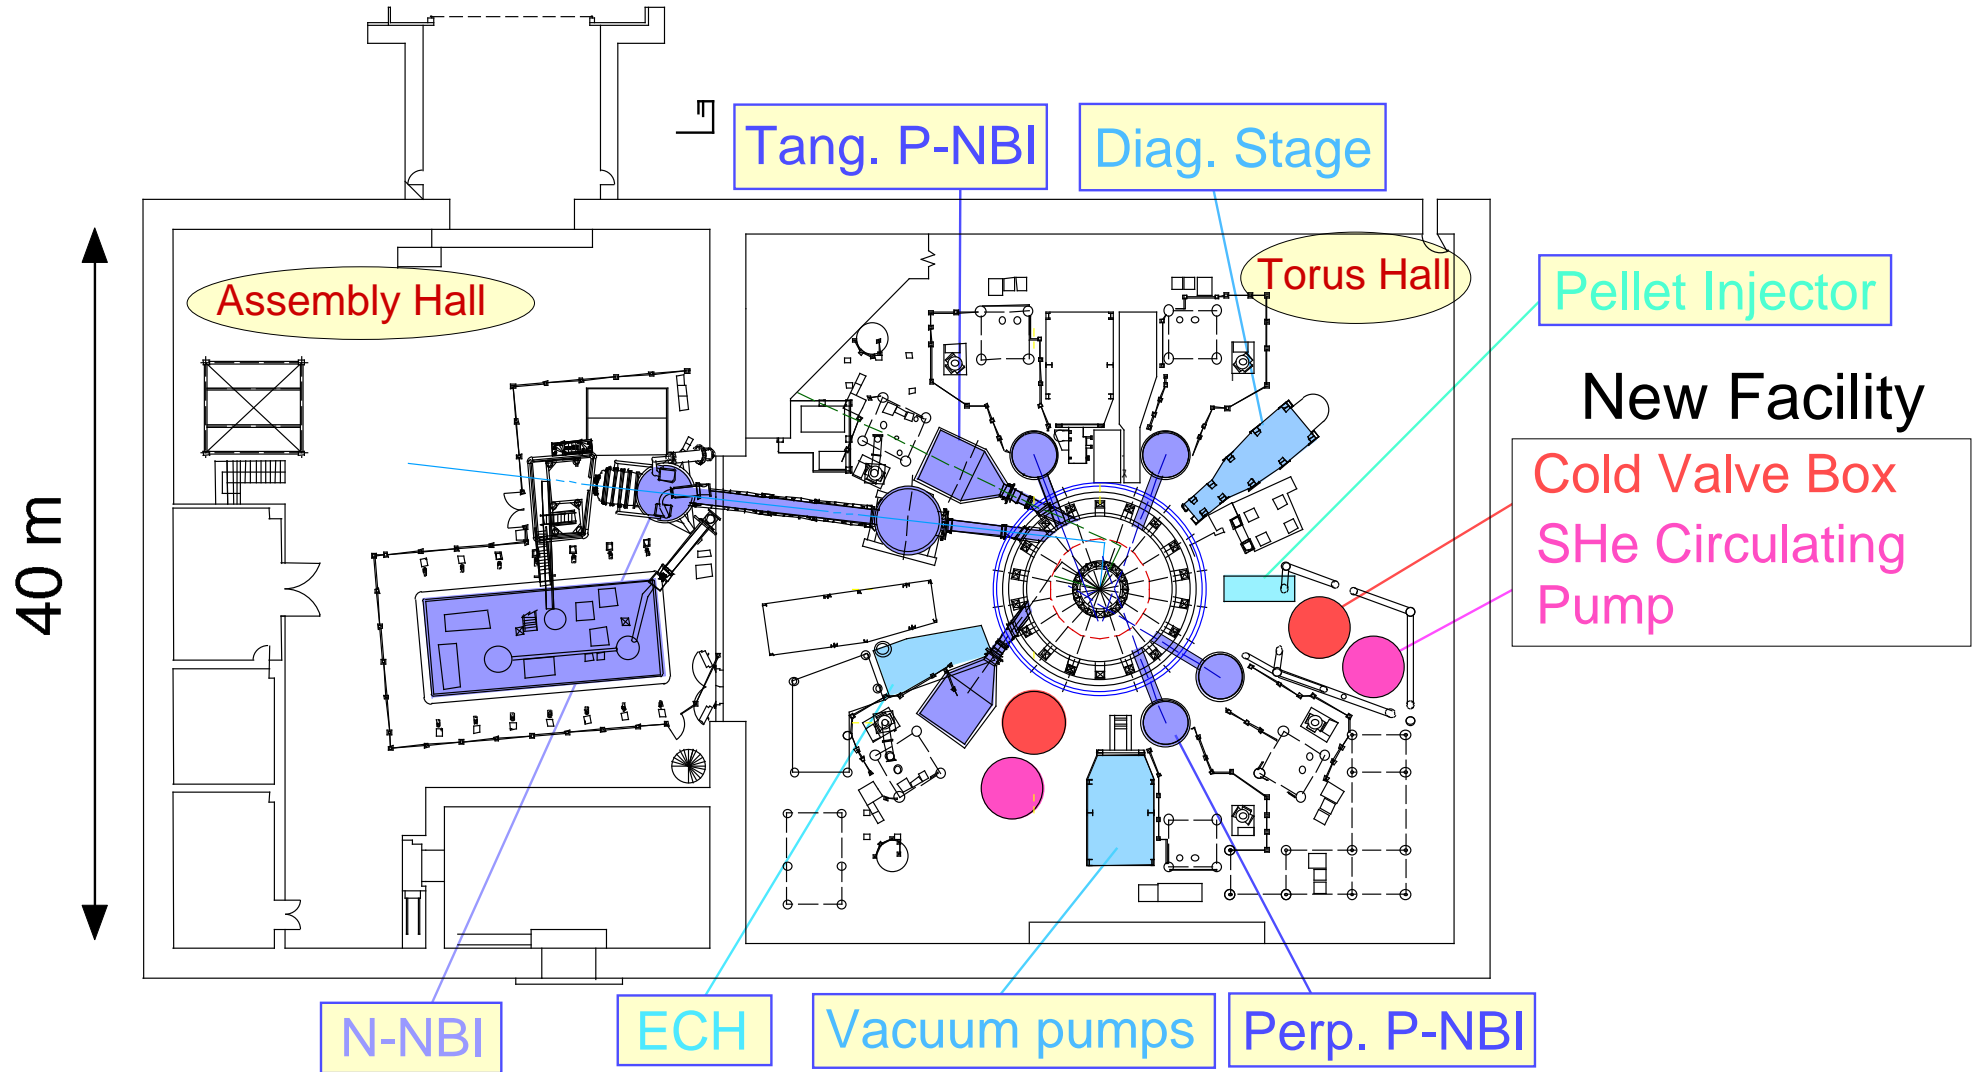 Tang. P-NBI
Diag. Stage
Assembly Hall
Torus Hall
Pellet Injector
New Facility
Cold Valve Box
SHe Circulating
Pump
40 m
N-NBI
ECH
Vacuum pumps
Perp. P-NBI